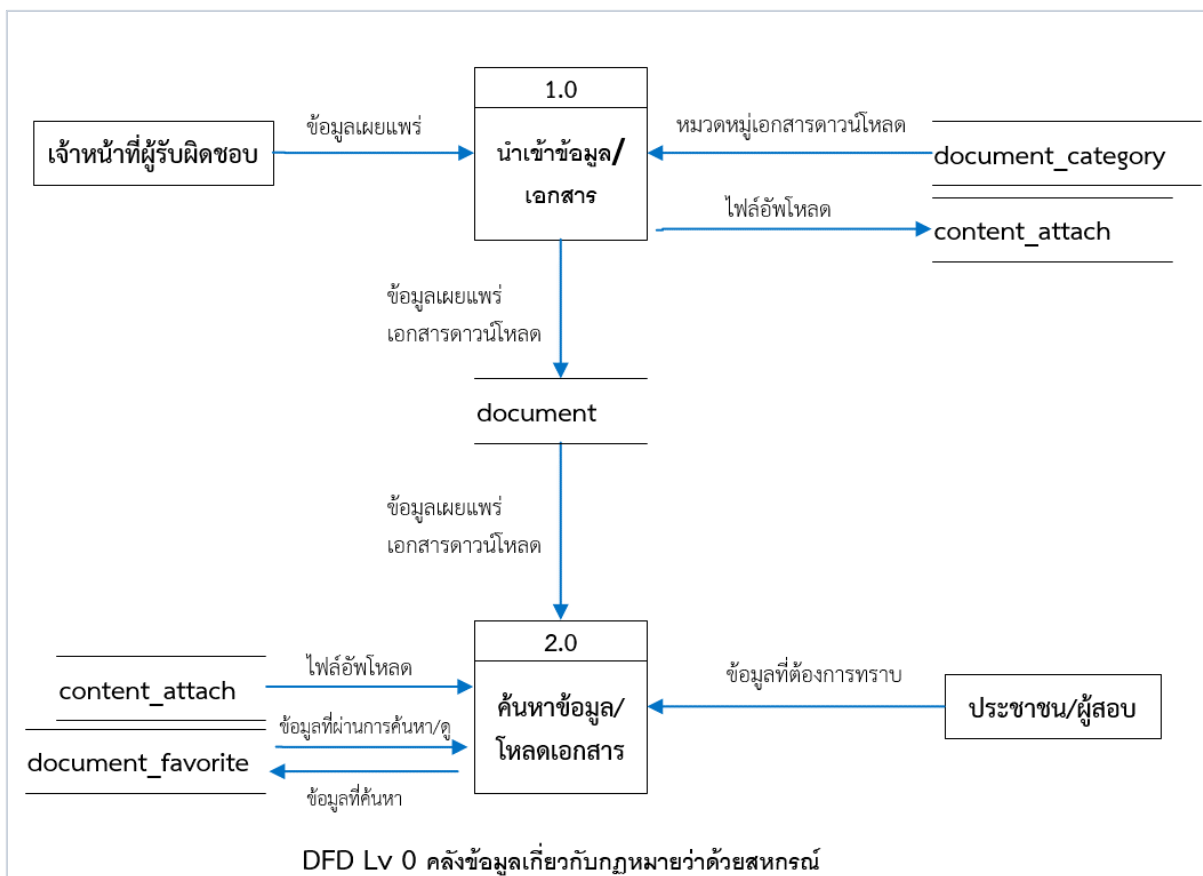 1.0
ข้อมูลเผยแพร่
หมวดหมู่เอกสารดาวน์โหลด
เจ้าหน้าที่ผู้รับผิดชอบ
นำเข้าข้อมูล/
เอกสาร
document_category
ไฟล์อัพโหลด
content_attach
ข้อมูลเผยแพร่
เอกสารดาวน์โหลด
document
ข้อมูลเผยแพร่
เอกสารดาวน์โหลด
2.0
ไฟล์อัพโหลด
ข้อมูลที่ต้องการทราบ
content_attach
ค้นหาข้อมูล/
โหลดเอกสาร
ประชาชน/ผู้สอบ
ข้อมูลที่ผ่านการค้นหา/ดู
document_favorite
ข้อมูลที่ค้นหา
DFD Lv 0 คลังข้อมูลเกี่ยวกับกฎหมายว่าด้วยสหกรณ์